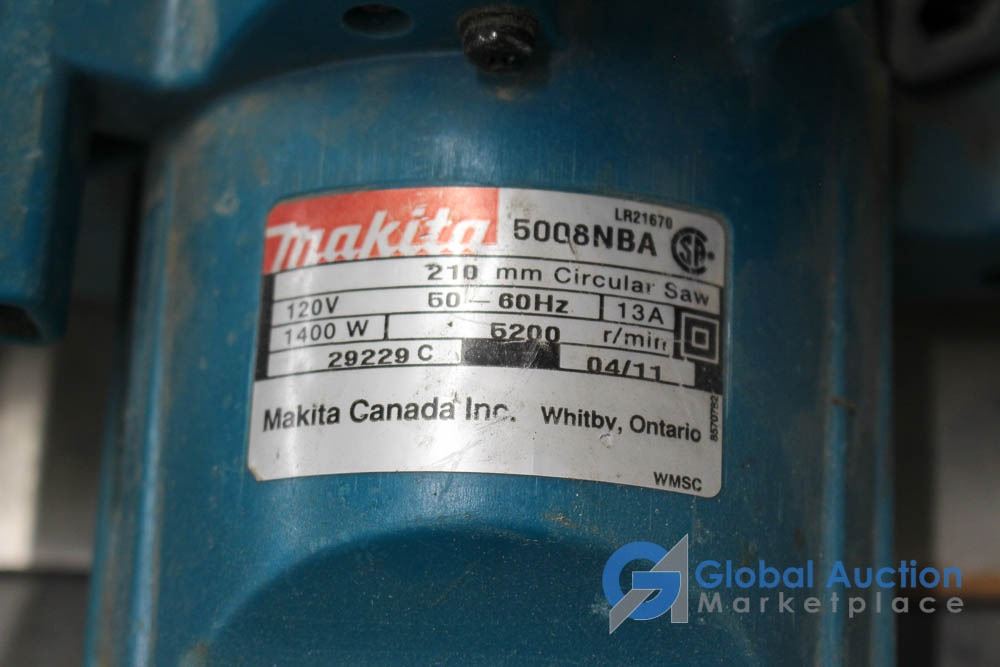 LR21670
makita 5008NBA
210 mm Circular Saw
120V 50-60Hz 13A
1400 W 5200 r/min
29229 C 04/11
Makita Canada Inc. Whitby, Ontario
8570782
WMSC
Global Auction
Marketplace